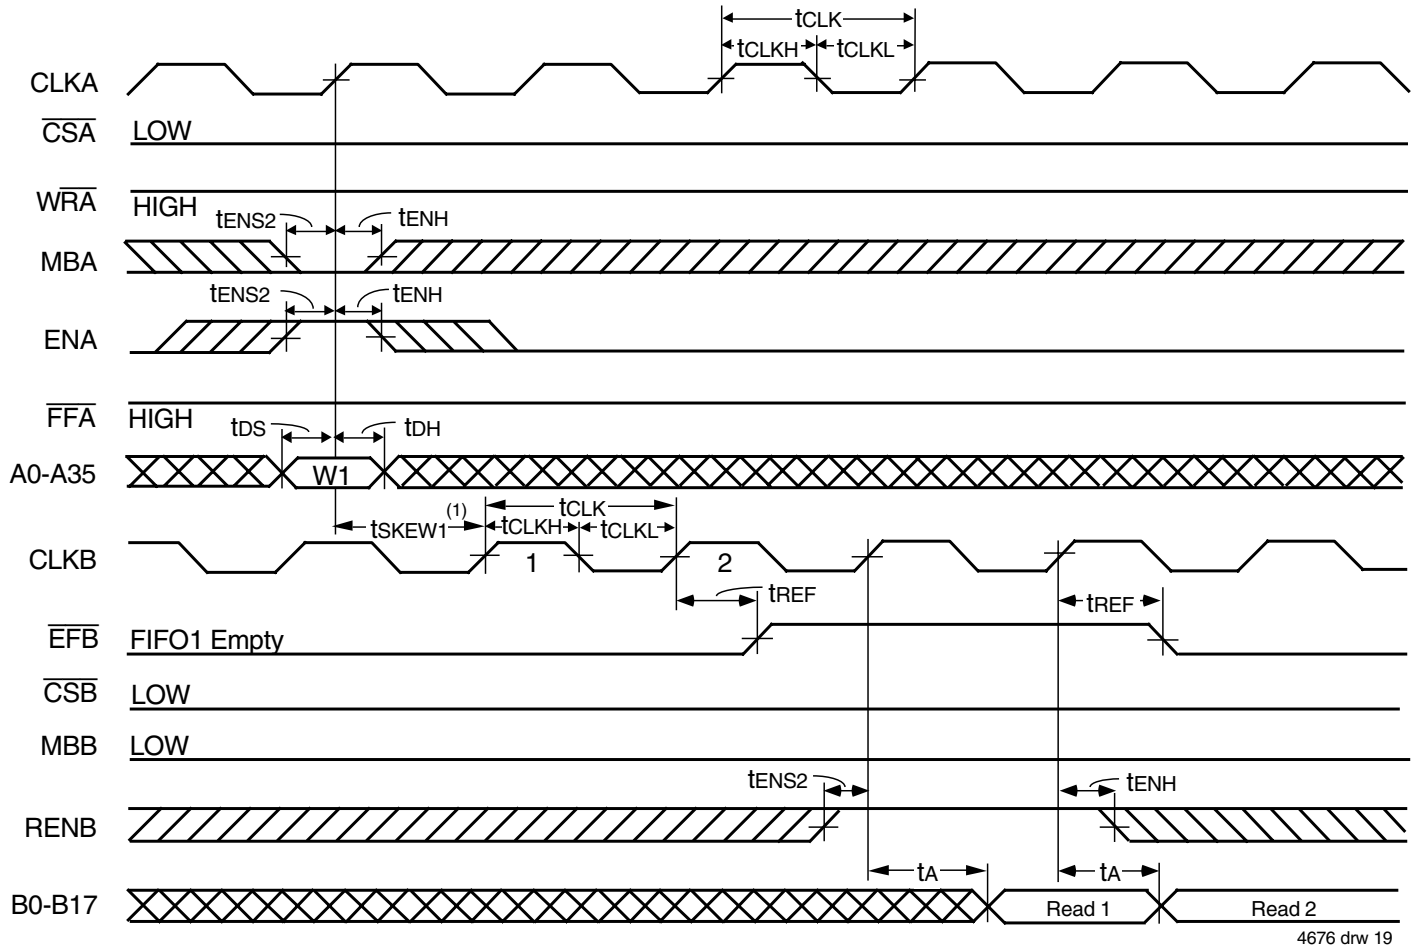 tCLK
tCLKH tCLKL
CLKA
CSA LOW
WRA HIGH
tENS2 tENH
MBA
tENS2 tENH
ENA
FFA HIGH
tDS tDH
A0-A35 W1
tSKEW1 (1) tCLK
tCLKH tCLKL
CLKB 1 2
tREF tREF
EFB FIFO1 Empty
CSB LOW
MBB LOW
tENS2 tENH
RENB
tA tA
B0-B17 Read 1 Read 2
4676 drw 19